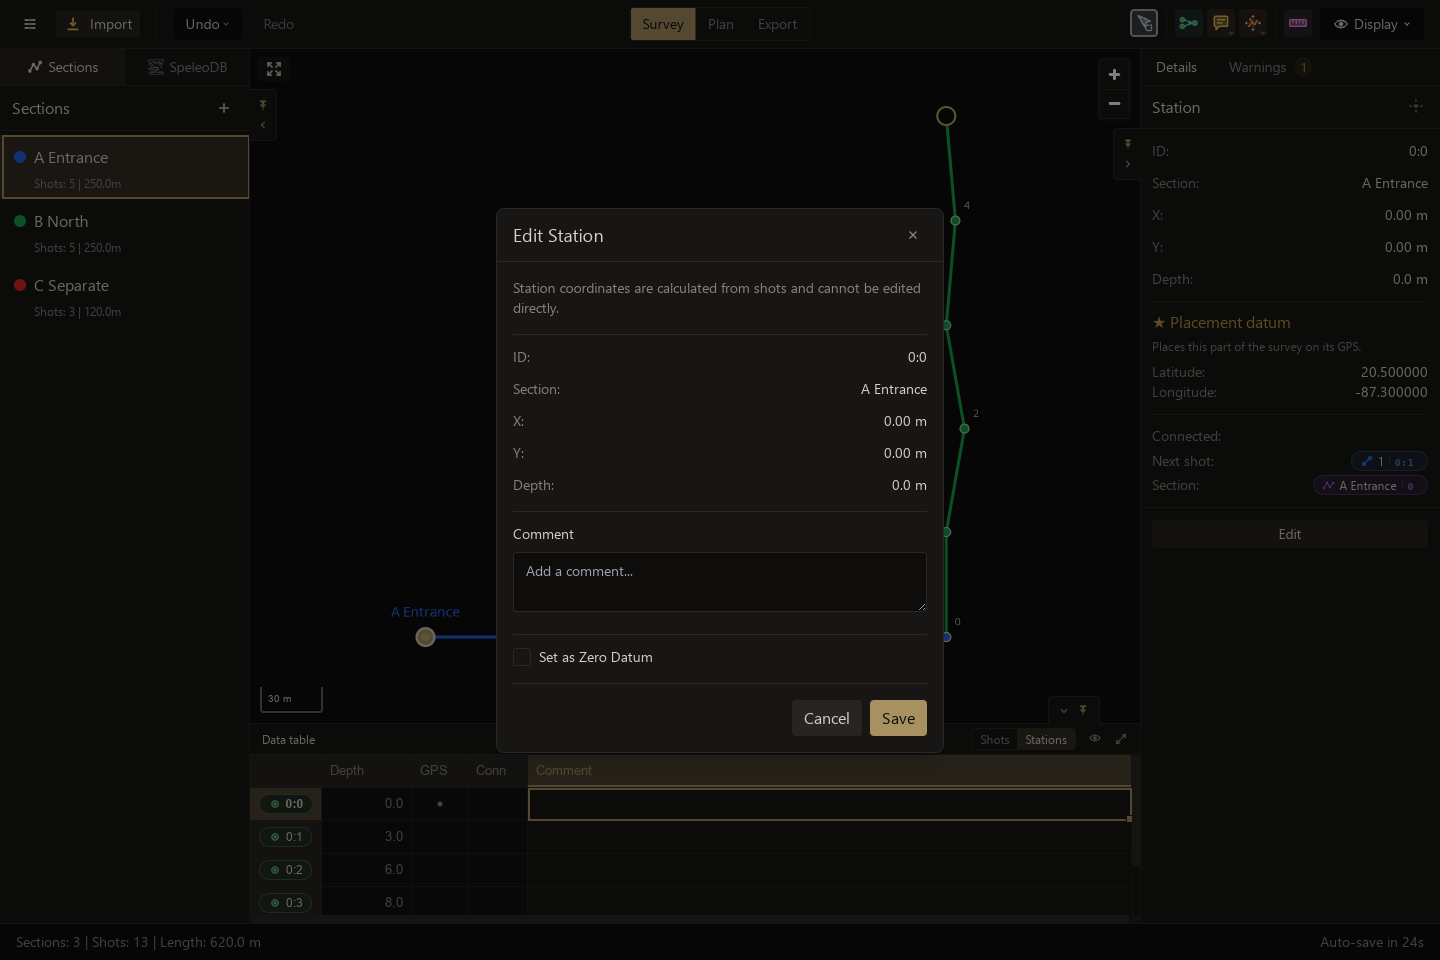 Import
Undo
Redo
Survey
Plan
Export
Display
Sections
SpeleoDB
Details
Warnings 1
Sections
A Entrance
Shots: 5 | 250.0m
B North
Shots: 5 | 250.0m
C Separate
Shots: 3 | 120.0m
4
2
0
A Entrance
30 m
Edit Station
Station coordinates are calculated from shots and cannot be edited
directly.
ID: 0:0
Section: A Entrance
X: 0.00 m
Y: 0.00 m
Depth: 0.0 m
Comment
Add a comment...
Set as Zero Datum
Cancel
Save
Station
ID: 0:0
Section: A Entrance
X: 0.00 m
Y: 0.00 m
Depth: 0.0 m
★ Placement datum
Places this part of the survey on its GPS.
Latitude: 20.500000
Longitude: -87.300000
Connected:
Next shot: 1 0:1
Section: A Entrance 0
Edit
Data table
Shots
Stations
Depth GPS Conn Comment
0:0 0.0 •
0:1 3.0
0:2 6.0
0:3 8.0
Sections: 3 | Shots: 13 | Length: 620.0 m
Auto-save in 24s